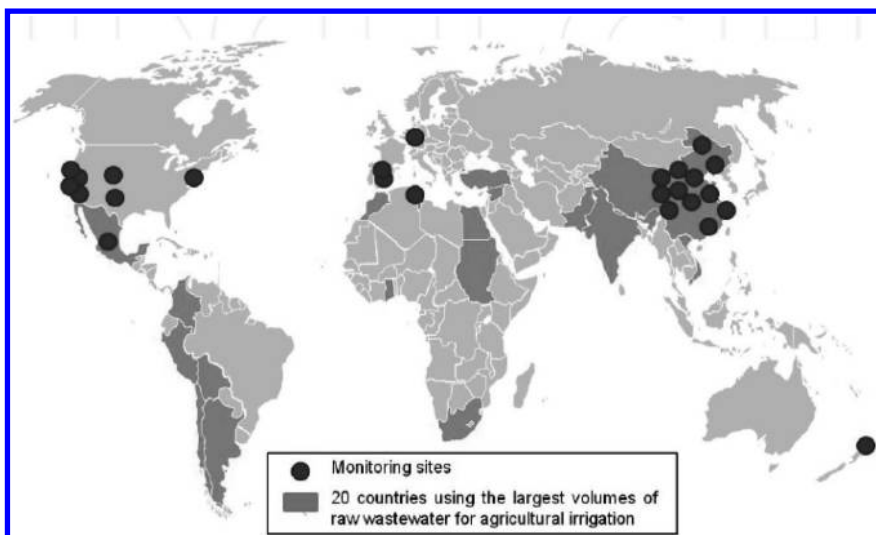 Monitoring sites
20 countries using the largest volumes of
raw wastewater for agricultural irrigation